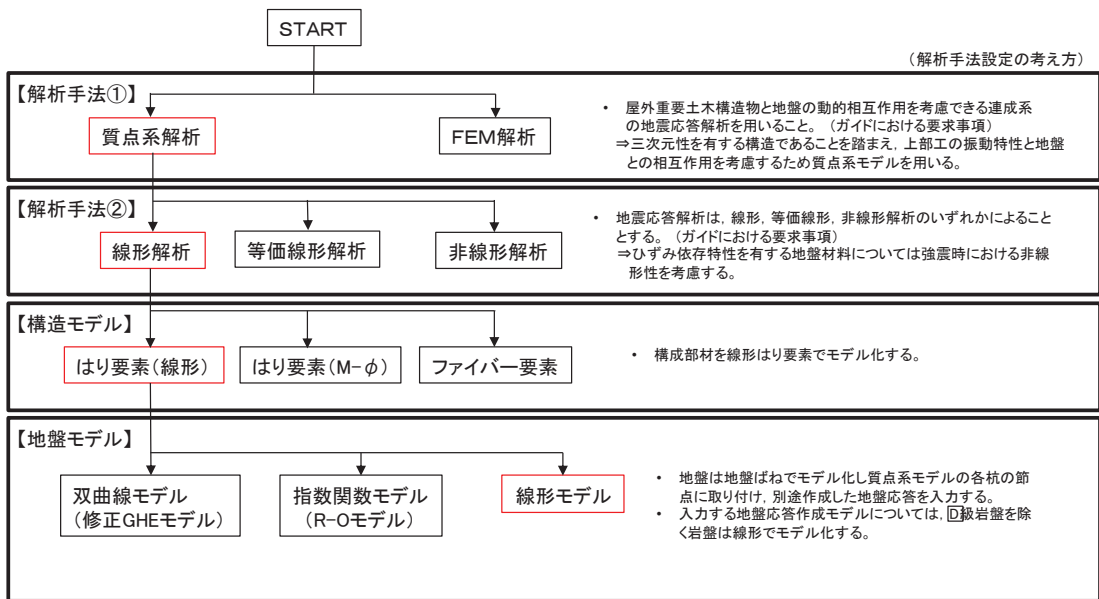 START
(解析手法設定の考え方)
【解析手法①】
質点系解析
FEM解析
・ 屋外重要土木構造物と地盤の動的相互作用を考慮できる連成系
の地震応答解析を用いること。(ガイドにおける要求事項)
⇒三次元性を有する構造であることを踏まえ,上部工の振動特性と地盤
との相互作用を考慮するため質点系モデルを用いる。
【解析手法②】
線形解析
等価線形解析
非線形解析
・ 地震応答解析は,線形,等価線形,非線形解析のいずれかによること
とする。(ガイドにおける要求事項)
⇒ひずみ依存特性を有する地盤材料については強震時における非線
形性を考慮する。
【構造モデル】
はり要素(線形)
はり要素(M-φ)
ファイバー要素
・ 構成部材を線形はり要素でモデル化する。
【地盤モデル】
双曲線モデル
(修正GHEモデル)
指数関数モデル
(R-Oモデル)
線形モデル
・ 地盤は地盤ばねでモデル化し質点系モデルの各杭の節
点に取り付け,別途作成した地盤応答を入力する。
・ 入力する地盤応答作成モデルについては,D級岩盤を除
く岩盤は線形でモデル化する。